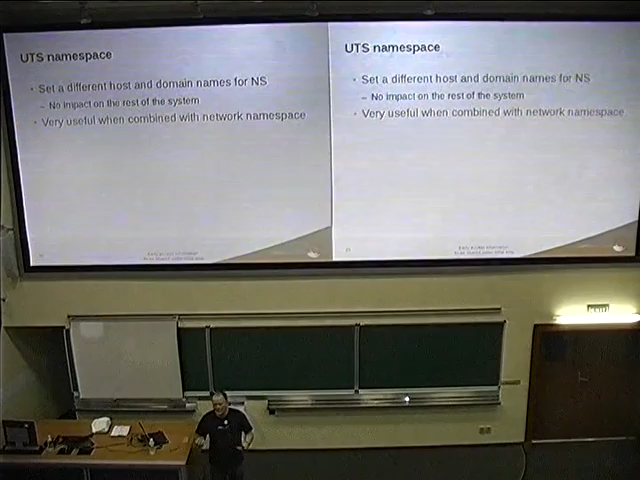 UTS namespace
• Set a different host and domain names for NS
– No impact on the rest of the system
• Very useful when combined with network namespace
UTS namespace
• Set a different host and domain names for NS
– No impact on the rest of the system
• Very useful when combined with network namespace